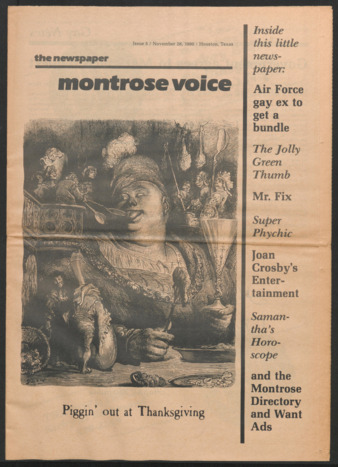 Issue 5 / November 28, 1980 / Houston, Texas
the newspaper
montrose voice
Piggin' out at Thanksgiving
Inside
this little
news-
paper:
Air Force
gay ex to
get a
bundle
The Jolly
Green
Thumb
Mr. Fix
Super
Phychic
Joan
Crosby's
Enter-
tainment
Saman-
tha's
Horo-
scope
and the
Montrose
Directory
and Want
Ads